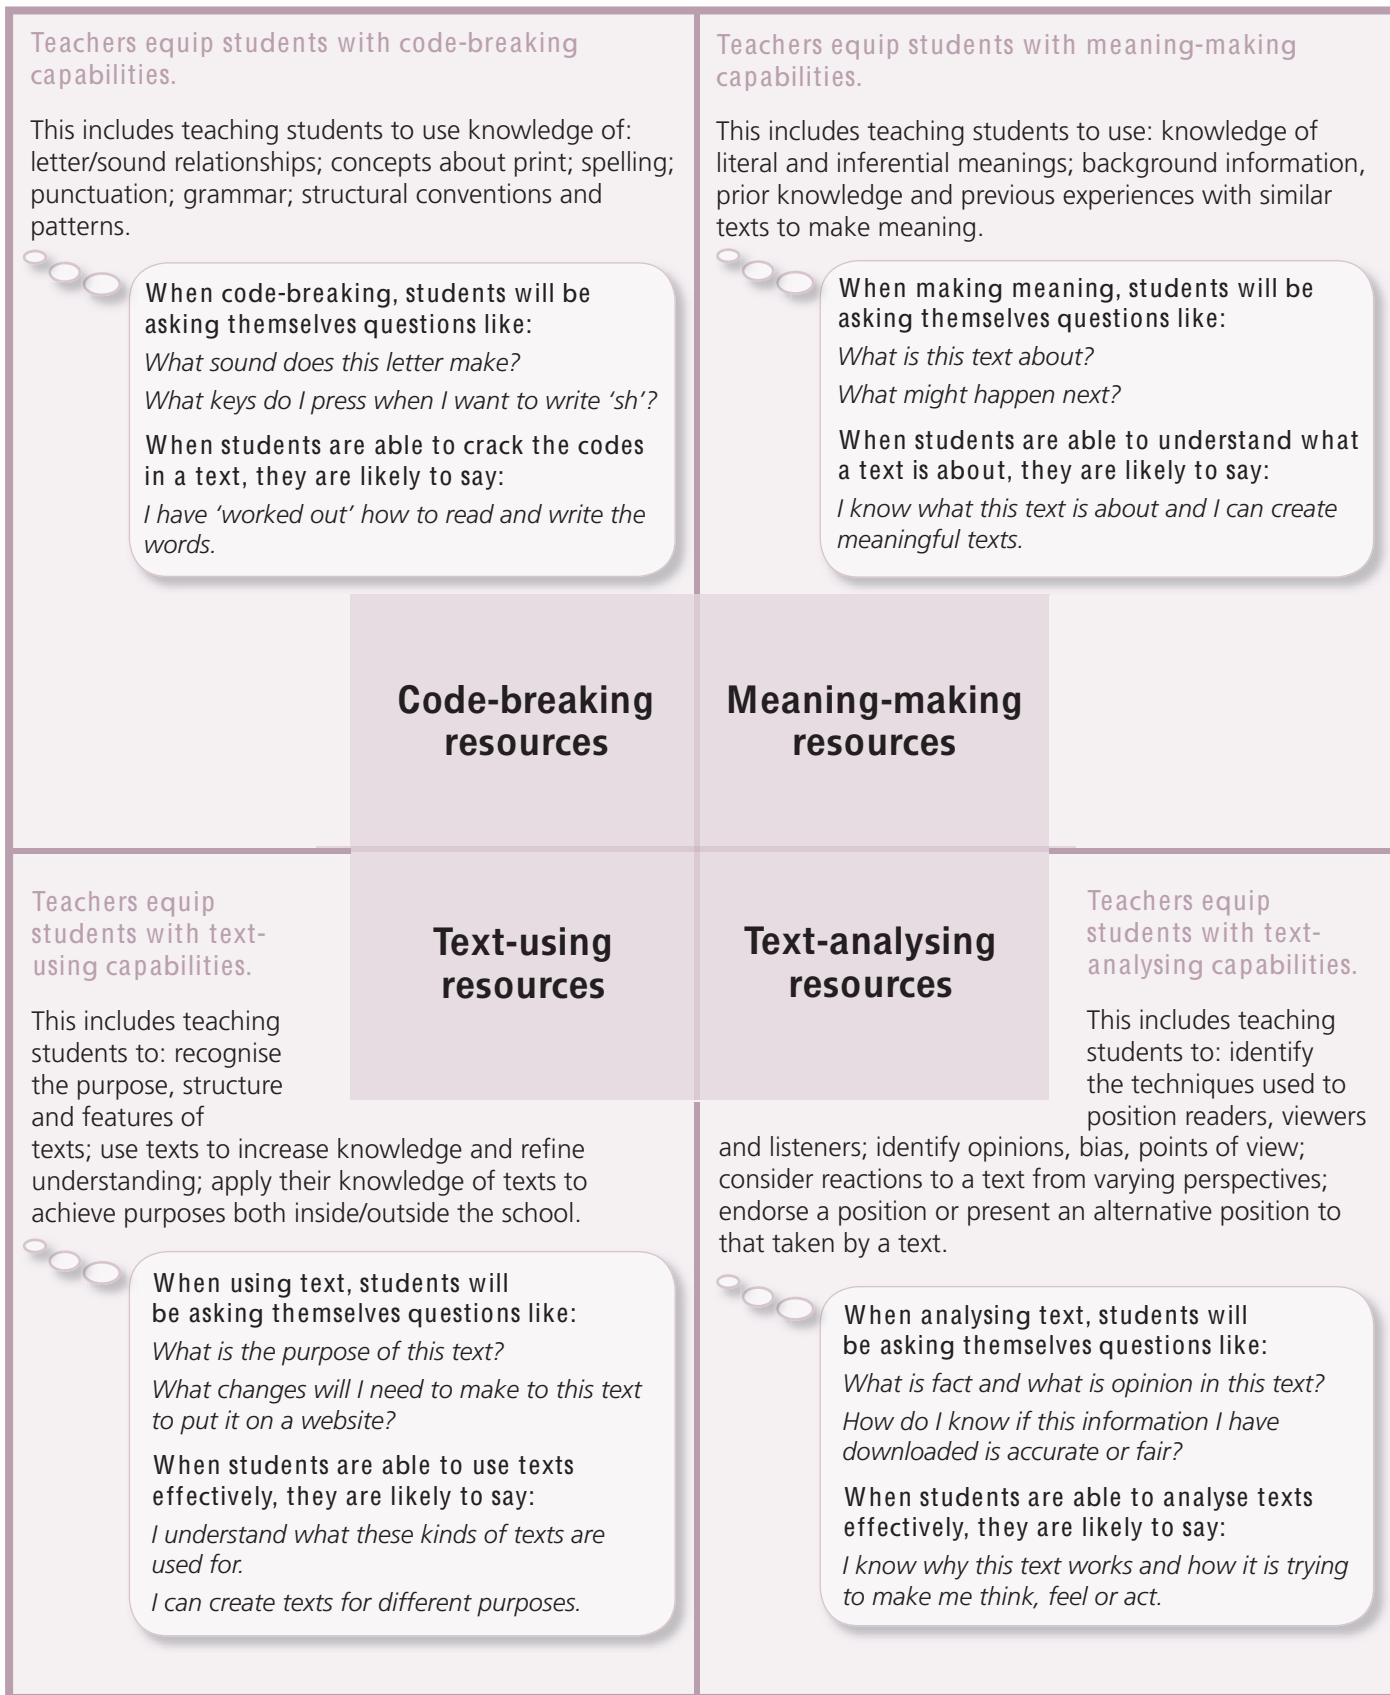 Teachers equip students with code-breaking
capabilities.
This includes teaching students to use knowledge of:
letter/sound relationships; concepts about print; spelling;
punctuation; grammar; structural conventions and
patterns.
When code-breaking, students will be
asking themselves questions like:
What sound does this letter make?
What keys do I press when I want to write ‘sh’?
When students are able to crack the codes
in a text, they are likely to say:
I have ‘worked out’ how to read and write the
words.
Teachers equip students with meaning-making
capabilities.
This includes teaching students to use: knowledge of
literal and inferential meanings; background information,
prior knowledge and previous experiences with similar
texts to make meaning.
When making meaning, students will be
asking themselves questions like:
What is this text about?
What might happen next?
When students are able to understand what
a text is about, they are likely to say:
I know what this text is about and I can create
meaningful texts.
Code-breaking
resources
Meaning-making
resources
Text-using
resources
Text-analysing
resources
Teachers equip
students with text-
using capabilities.
This includes teaching
students to: recognise
the purpose, structure
and features of
texts; use texts to increase knowledge and refine
understanding; apply their knowledge of texts to
achieve purposes both inside/outside the school.
When using text, students will
be asking themselves questions like:
What is the purpose of this text?
What changes will I need to make to this text
to put it on a website?
When students are able to use texts
effectively, they are likely to say:
I understand what these kinds of texts are
used for.
I can create texts for different purposes.
Teachers equip
students with text-
analysing capabilities.
This includes teaching
students to: identify
the techniques used to
position readers, viewers
and listeners; identify opinions, bias, points of view;
consider reactions to a text from varying perspectives;
endorse a position or present an alternative position to
that taken by a text.
When analysing text, students will
be asking themselves questions like:
What is fact and what is opinion in this text?
How do I know if this information I have
downloaded is accurate or fair?
When students are able to analyse texts
effectively, they are likely to say:
I know why this text works and how it is trying
to make me think, feel or act.